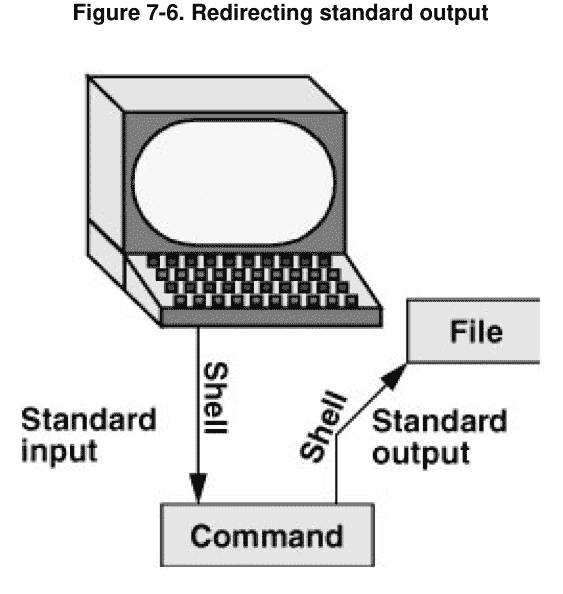 Figure 7-6. Redirecting standard output
File
Shell
Shell
Standard
input
Standard
output
Command